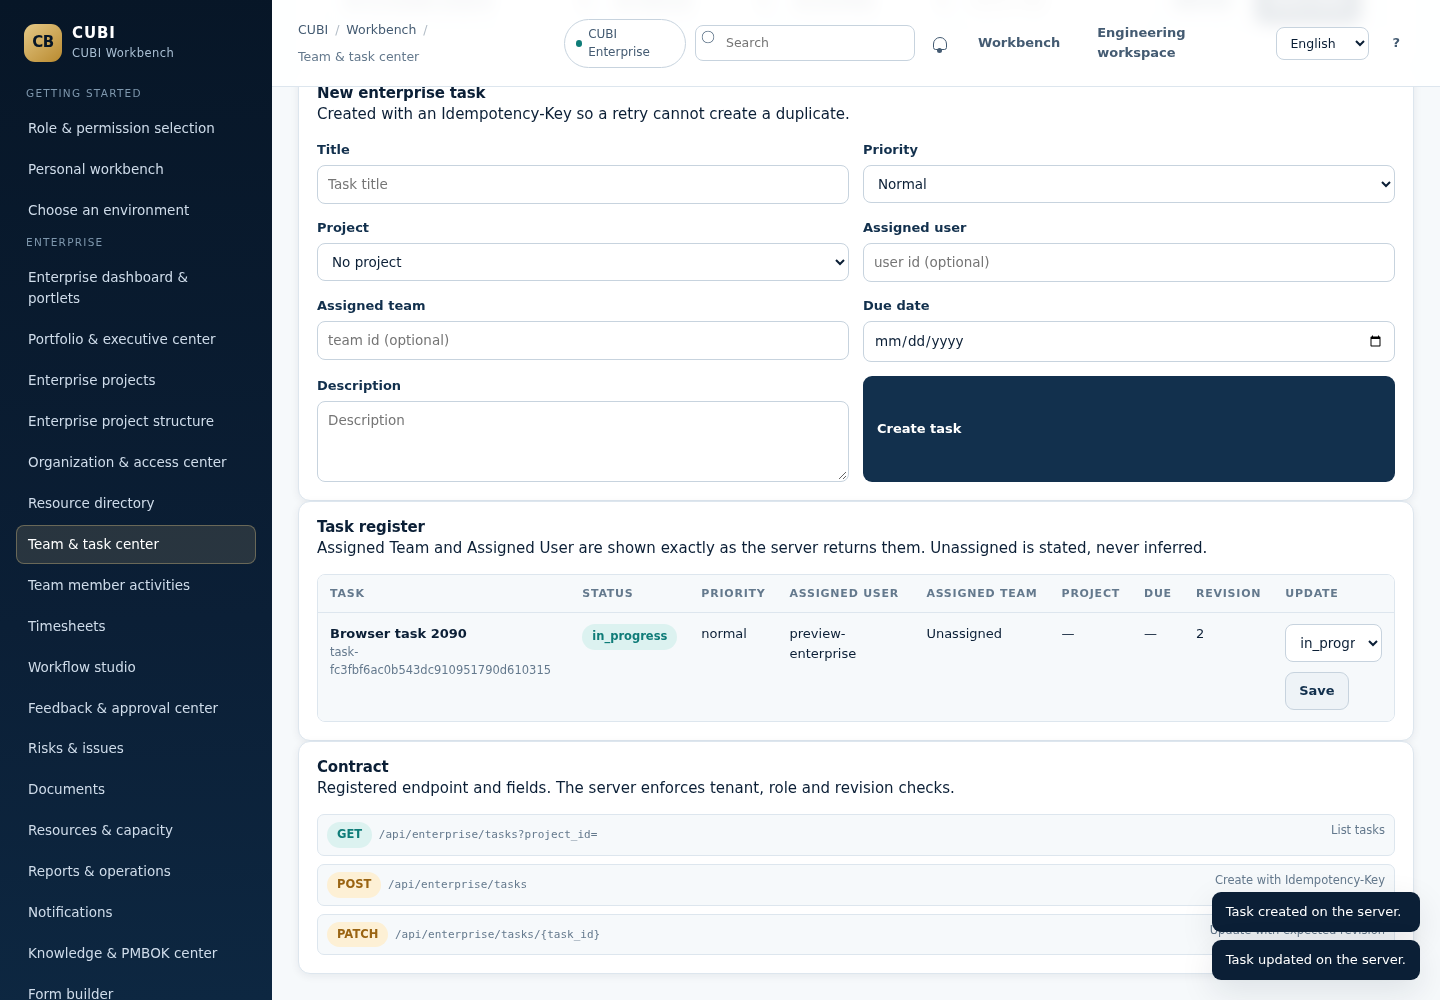 CB
CUBI
CUBI Workbench
GETTING STARTED
Role & permission selection
Personal workbench
Choose an environment
ENTERPRISE
Enterprise dashboard &
portlets
Portfolio & executive center
Enterprise projects
Enterprise project structure
Organization & access center
Resource directory
Team & task center
Team member activities
Timesheets
Workflow studio
Feedback & approval center
Risks & issues
Documents
Resources & capacity
Reports & operations
Notifications
Knowledge & PMBOK center
Form builder
CUBI / Workbench /
Team & task center
CUBI
Enterprise
Search
Workbench
Engineering
workspace
English
?
New enterprise task
Created with an Idempotency-Key so a retry cannot create a duplicate.
Title
Priority
Task title
Normal
Project
Assigned user
No project
user id (optional)
Assigned team
Due date
team id (optional)
mm/dd/yyyy
Description
Description
Create task
Task register
Assigned Team and Assigned User are shown exactly as the server returns them. Unassigned is stated, never inferred.
TASK STATUS PRIORITY ASSIGNED USER ASSIGNED TEAM PROJECT DUE REVISION UPDATE
Browser task 2090
task-
fc3fbf6ac0b543dc910951790d610315
in_progress
normal
preview-
enterprise
Unassigned
—
—
2
in_progr
Save
Contract
Registered endpoint and fields. The server enforces tenant, role and revision checks.
GET /api/enterprise/tasks?project_id= List tasks
POST /api/enterprise/tasks Create with Idempotency-Key
PATCH /api/enterprise/tasks/{task_id} Update with expected revision
Task created on the server.
Task updated on the server.